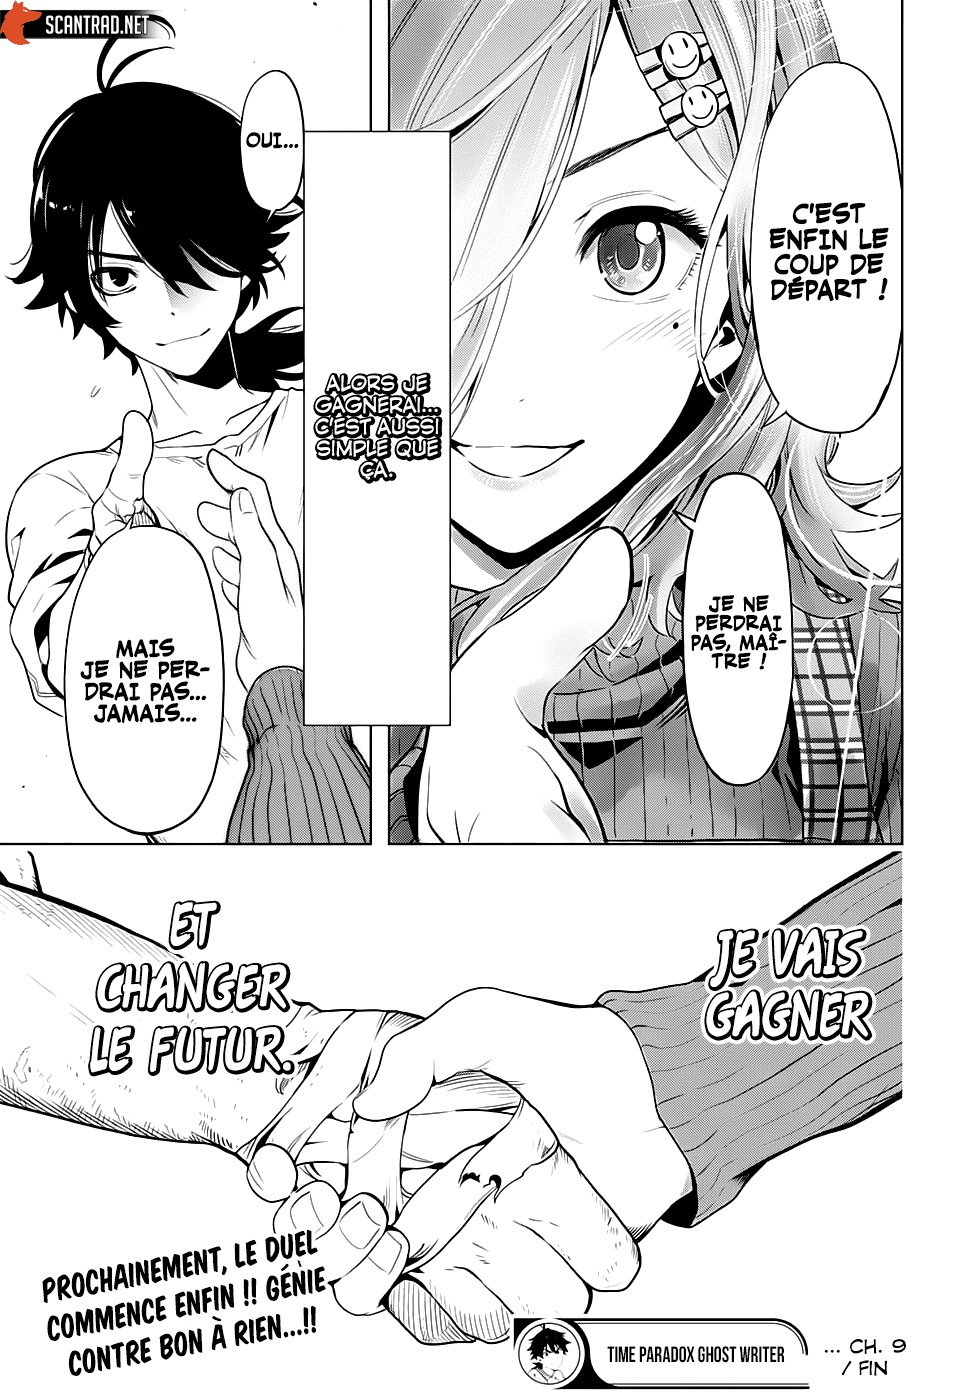 SCANTRAD.NET
C'EST
ENFIN LE
COUP DE
DÉPART !
JE NE
PERDRAI
PAS, MAÎ-
TRE !
OUI...
ALORS JE
GAGNERAI...
C'EST AUSSI
SIMPLE QUE
ÇA.
MAIS
JE NE PER-
DRAI PAS...
JAMAIS...
JE VAIS
GAGNER
ET
CHANGER
LE FUTUR.
PROCHAINEMENT, LE DUEL
COMMENCE ENFIN !! GÉNIE
CONTRE BON À RIEN...!!
TIME PARADOX GHOST WRITER
... CH. 9
/ FIN